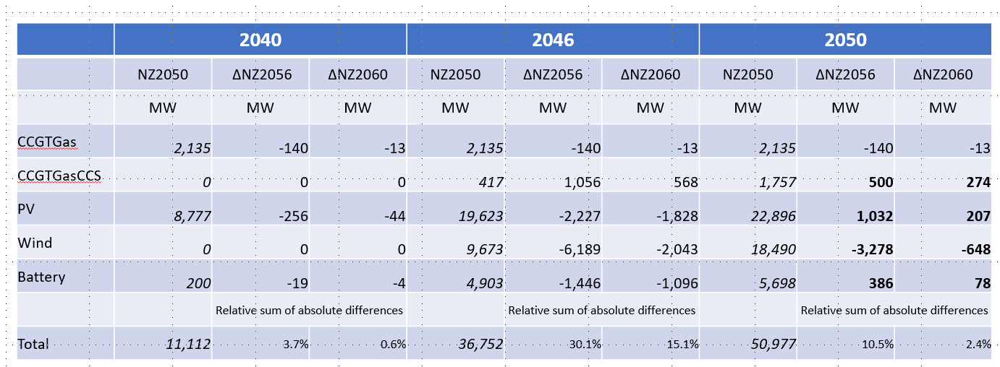 2040 2046 2050
NZ2050 ΔNZ2056 ΔNZ2060 NZ2050 ΔNZ2056 ΔNZ2060 NZ2050 ΔNZ2056 ΔNZ2060
MW MW MW MW MW MW MW MW MW
CCGTGas 2,135 -140 -13 2,135 -140 -13 2,135 -140 -13
CCGTGasCCS 0 0 0 417 1,056 568 1,757 500 274
PV 8,777 -256 -44 19,623 -2,227 -1,828 22,896 1,032 207
Wind 0 0 0 9,673 -6,189 -2,043 18,490 -3,278 -648
Battery 200 -19 -4 4,903 -1,446 -1,096 5,698 386 78
Relative sum of absolute differences Relative sum of absolute differences Relative sum of absolute differences
Total 11,112 3.7% 0.6% 36,752 30.1% 15.1% 50,977 10.5% 2.4%